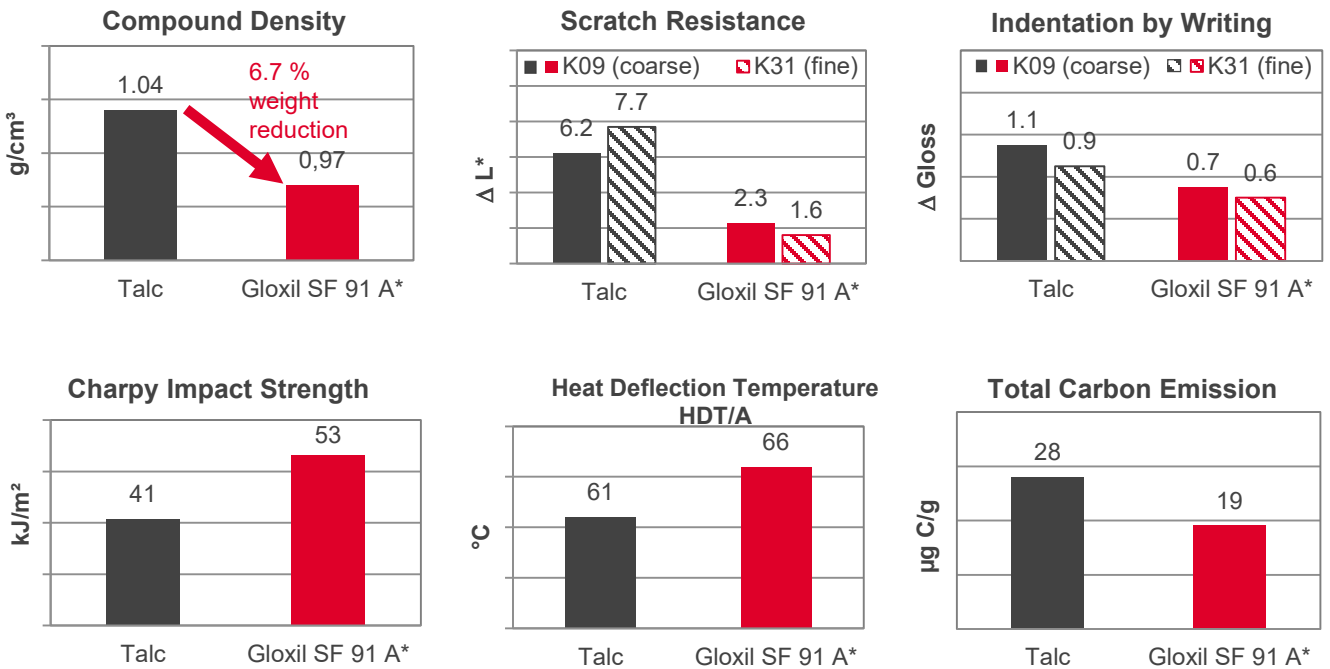 Compound Density
g/cm³
1.04
6.7 %
weight
reduction
0,97
Talc
Gloxil SF 91 A*
Scratch Resistance
Δ L*
K09 (coarse)
K31 (fine)
6.2
7.7
2.3
1.6
Talc
Gloxil SF 91 A*
Indentation by Writing
Δ Gloss
K09 (coarse)
K31 (fine)
1.1
0.9
0.7
0.6
Talc
Gloxil SF 91 A*
Charpy Impact Strength
kJ/m²
41
53
Talc
Gloxil SF 91 A*
Heat Deflection Temperature
HDT/A
°C
61
66
Talc
Gloxil SF 91 A*
Total Carbon Emission
µg C/g
28
19
Talc
Gloxil SF 91 A*